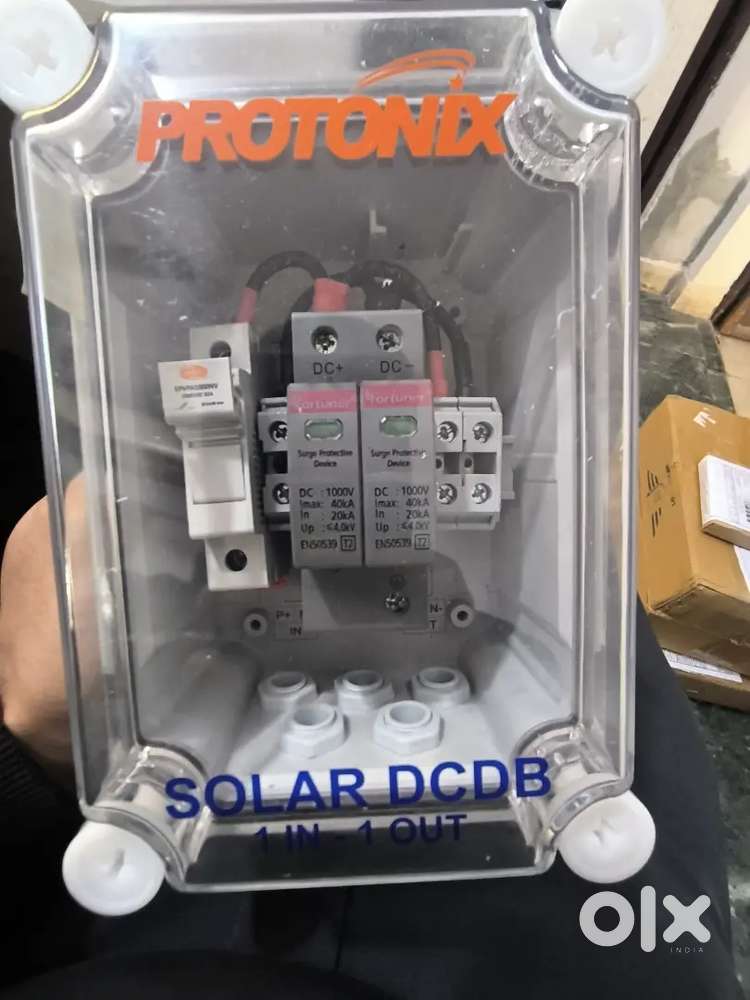 PROTONIX
DC+ DC-
Fortuner Fortuner
Surge Protective
Device
Surge Protective
Device
DC :1000V
Imax: 40kA
In : 20kA
Up :≤4.0kV
EN50539 T2
DC :1000V
Imax: 40kA
In : 20kA
Up :≤4.0kV
EN50539 T2
P+
IN
N-
SOLAR DCDB
1 IN - 1 OUT
olx
INDIA